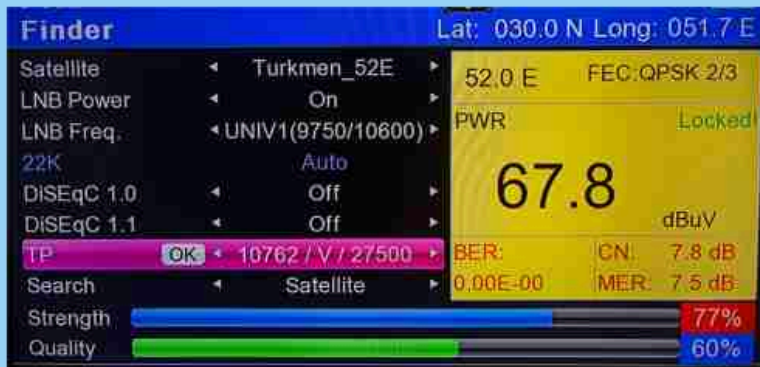 Finder
Lat: 030.0 N Long: 051.7 E
Satellite Turkmen_52E
LNB Power On
LNB Freq. UNIV1(9750/10600)
22K Auto
DiSEqC 1.0 Off
DiSEqC 1.1 Off
TP OK 10762 / V / 27500
Search Satellite
52.0 E FEC:QPSK 2/3
PWR Locked
67.8
dBuV
BER: CN: 7.8 dB
0.00E-00 MER: 7.5 dB
Strength 77%
Quality 60%